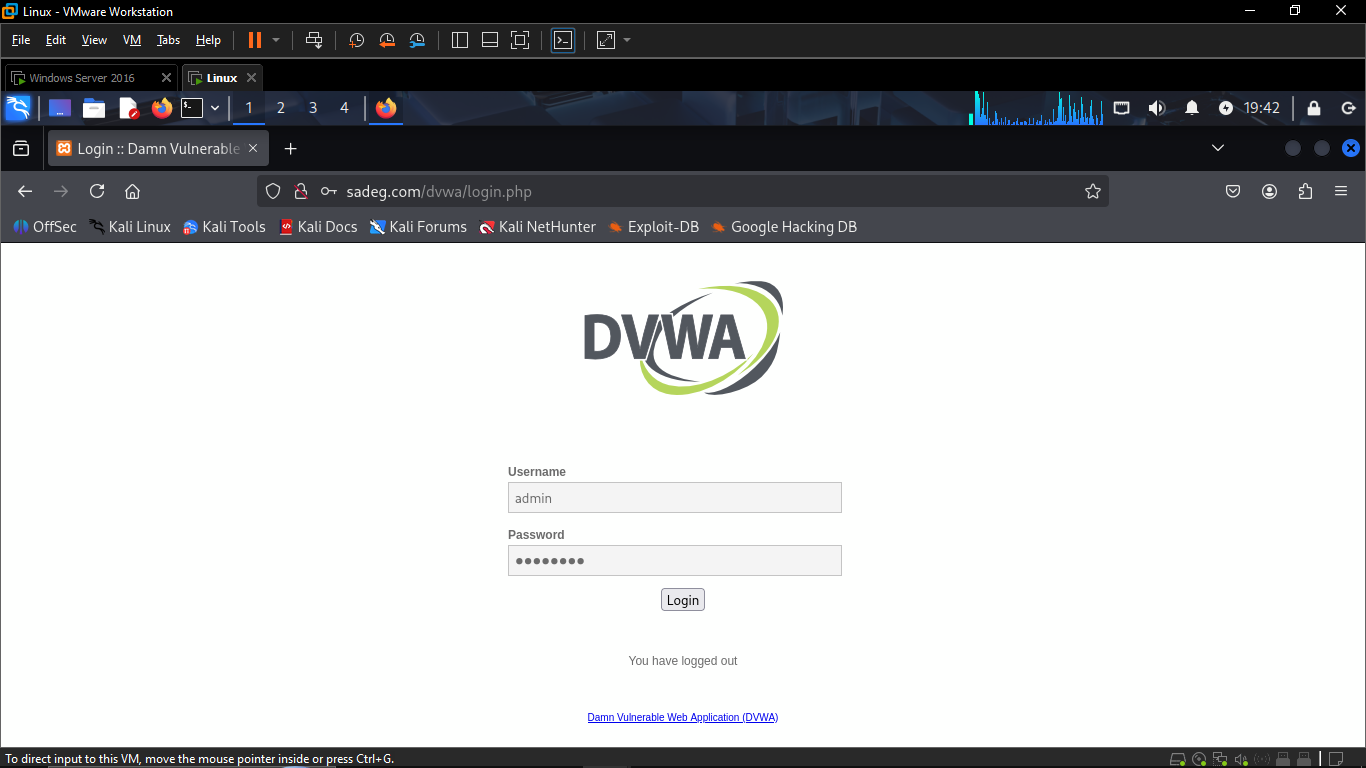 Linux - VMware Workstation
File Edit View VM Tabs Help
Windows Server 2016 Linux
1 2 3 4 19:42
Login :: Damn Vulnerable
sadeg.com/dvwa/login.php
OffSec Kali Linux Kali Tools Kali Docs Kali Forums Kali NetHunter Exploit-DB Google Hacking DB
DVWA
Username
admin
Password
Login
You have logged out
Damn Vulnerable Web Application (DVWA)
To direct input to this VM, move the mouse pointer inside or press Ctrl+G.